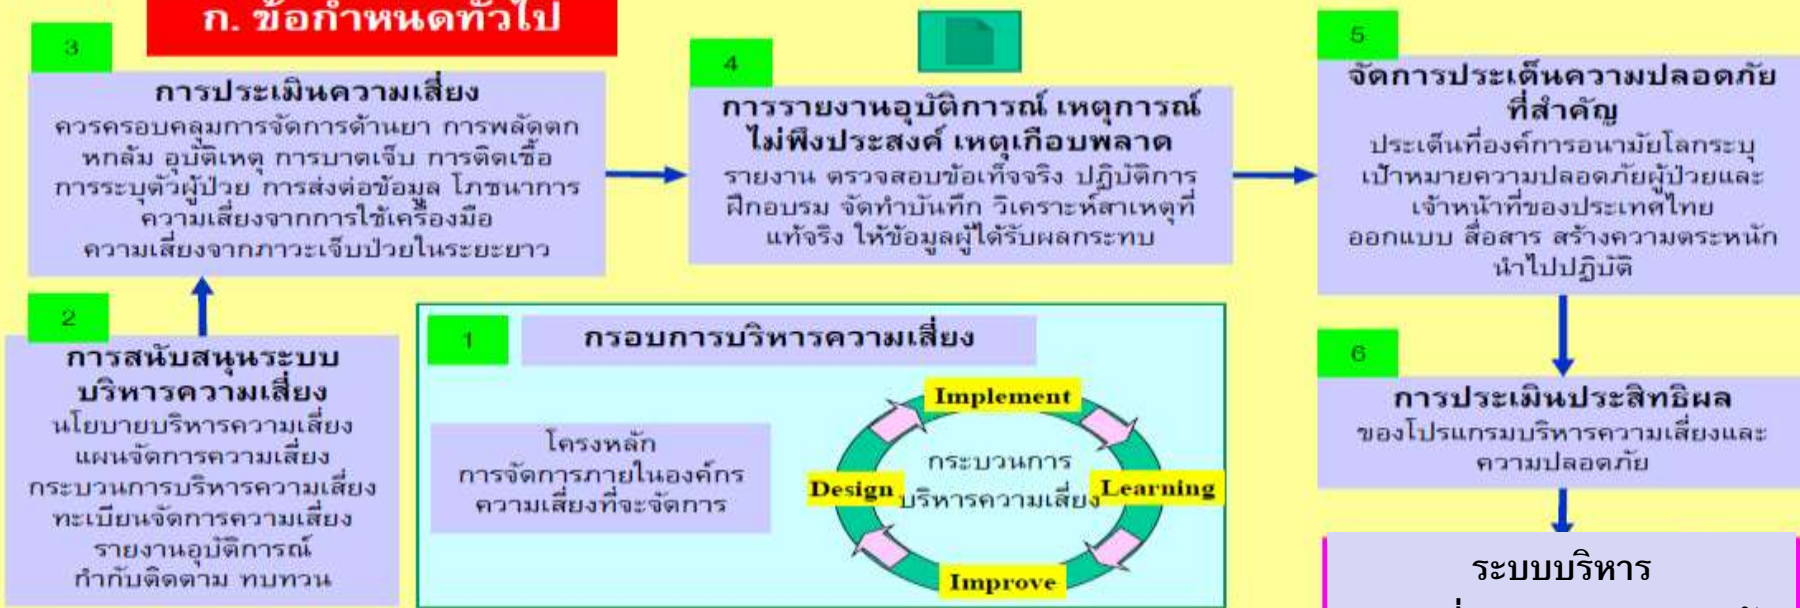 ก. ข้อกำหนดทั่วไป
3
การประเมินความเสี่ยง
ควรครอบคลุมการจัดการด้านยา การพลัดตก
หกล้ม อุบัติเหตุ การบาดเจ็บ การติดเชื้อ
การระบุตัวผู้ป่วย การส่งต่อข้อมูล โภชนาการ
ความเสี่ยงจากการใช้เครื่องมือ
ความเสี่ยงจากภาวะเจ็บป่วยในระยะยาว
4
การรายงานอุบัติการณ์ เหตุการณ์
ไม่พึงประสงค์ เหตุเกือบพลาด
รายงาน ตรวจสอบข้อเท็จจริง ปฏิบัติการ
ฝึกอบรม จัดทำบันทึก วิเคราะห์สาเหตุที่
แท้จริง ให้ข้อมูลผู้ได้รับผลกระทบ
5
จัดการประเด็นความปลอดภัย
ที่สำคัญ
ประเด็นที่องค์การอนามัยโลกระบุ
เป้าหมายความปลอดภัยผู้ป่วยและ
เจ้าหน้าที่ของประเทศไทย
ออกแบบ สื่อสาร สร้างความตระหนัก
นำไปปฏิบัติ
2
การสนับสนุนระบบ
บริหารความเสี่ยง
นโยบายบริหารความเสี่ยง
แผนจัดการความเสี่ยง
กระบวนการบริหารความเสี่ยง
ทะเบียนจัดการความเสี่ยง
รายงานอุบัติการณ์
กำกับติดตาม ทบทวน
1
กรอบการบริหารความเสี่ยง
โครงหลัก
การจัดการภายในองค์กร
ความเสี่ยงที่จะจัดการ
Implement
กระบวนการ
บริหารความเสี่ยง
Design
Learning
Improve
6
การประเมินประสิทธิผล
ของโปรแกรมบริหารความเสี่ยงและ
ความปลอดภัย
ระบบบริหาร